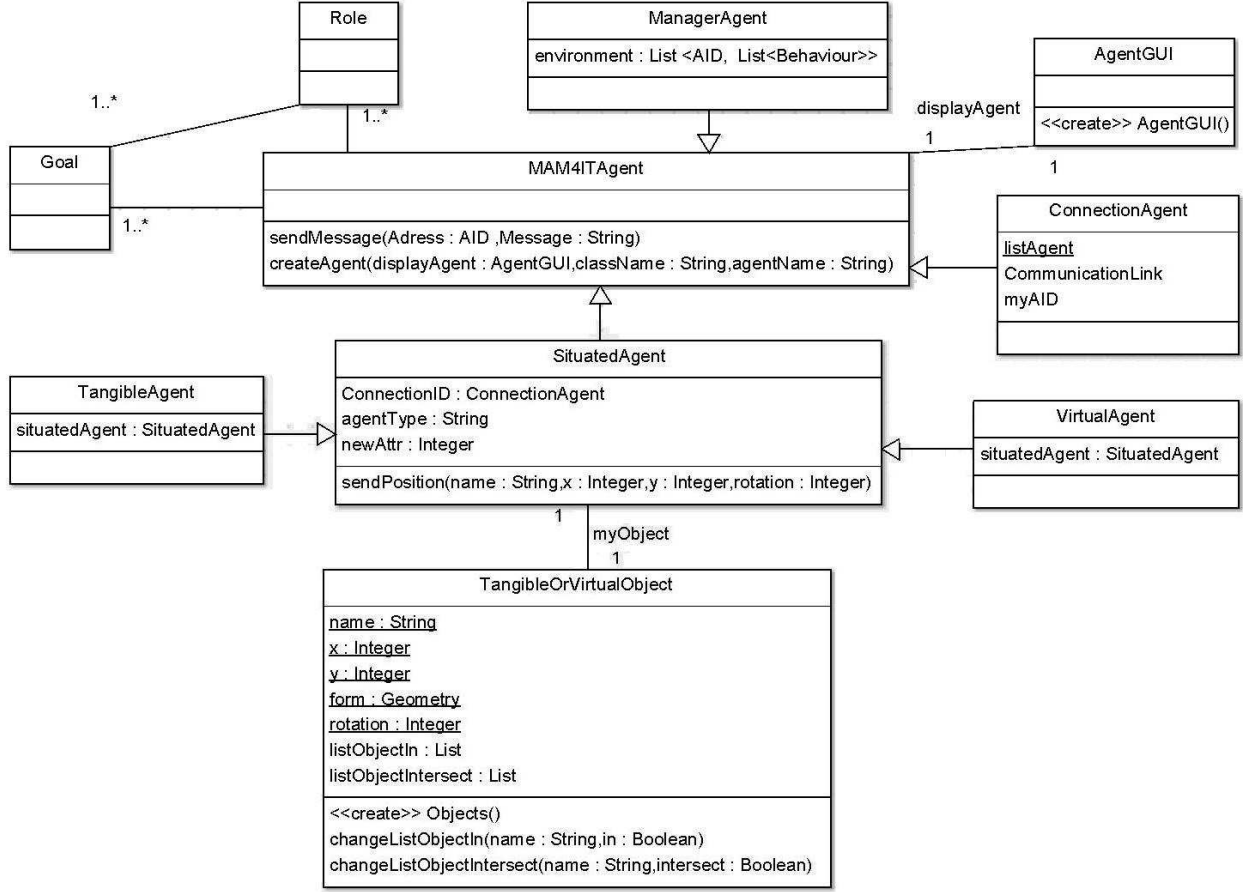 Role
ManagerAgent
environment : List <AID,  List<Behaviour>>
AgentGUI
<<create>> AgentGUI()
1..*
1..*
displayAgent
1
1
Goal
1..*
MAM4ITAgent
sendMessage(Adress : AID ,Message : String)
createAgent(displayAgent : AgentGUI,className : String,agentName : String)
ConnectionAgent
listAgent
CommunicationLink
myAID
SituatedAgent
ConnectionID : ConnectionAgent
agentType : String
newAttr : Integer
sendPosition(name : String,x : Integer,y : Integer,rotation : Integer)
TangibleAgent
situatedAgent : SituatedAgent
VirtualAgent
situatedAgent : SituatedAgent
1
myObject
1
TangibleOrVirtualObject
name : String
x : Integer
y : Integer
form : Geometry
rotation : Integer
listObjectIn : List
listObjectIntersect : List
<<create>> Objects()
changeListObjectIn(name : String,in : Boolean)
changeListObjectIntersect(name : String,intersect : Boolean)